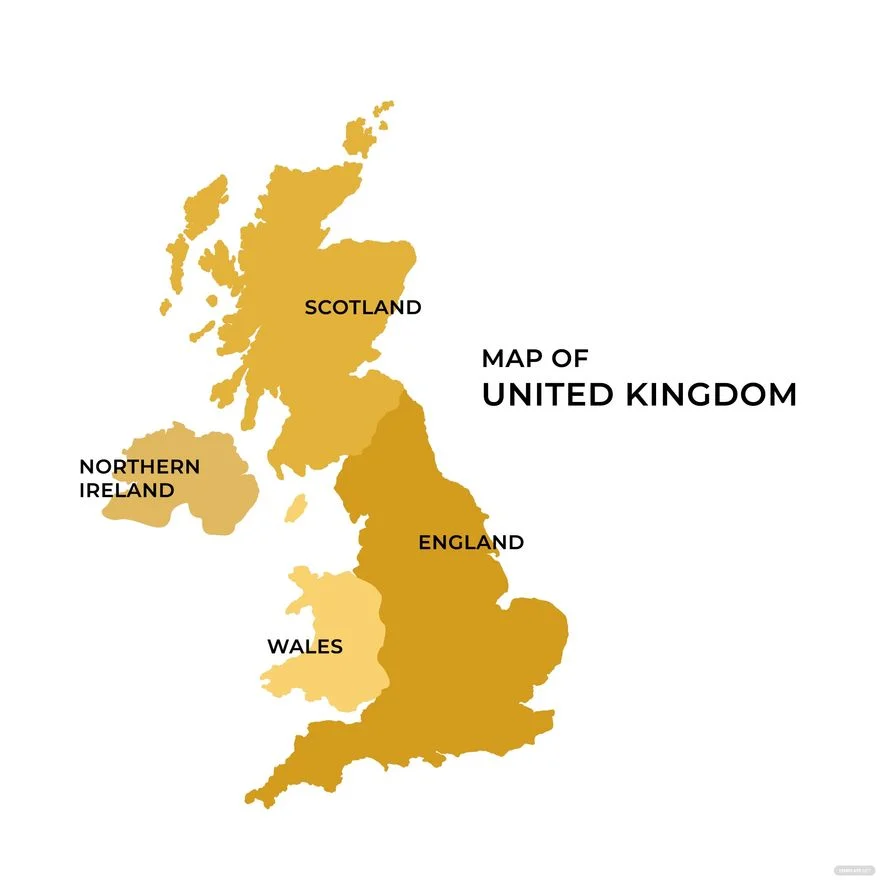 SCOTLAND
MAP OF
UNITED KINGDOM
NORTHERN
IRELAND
ENGLAND
WALES